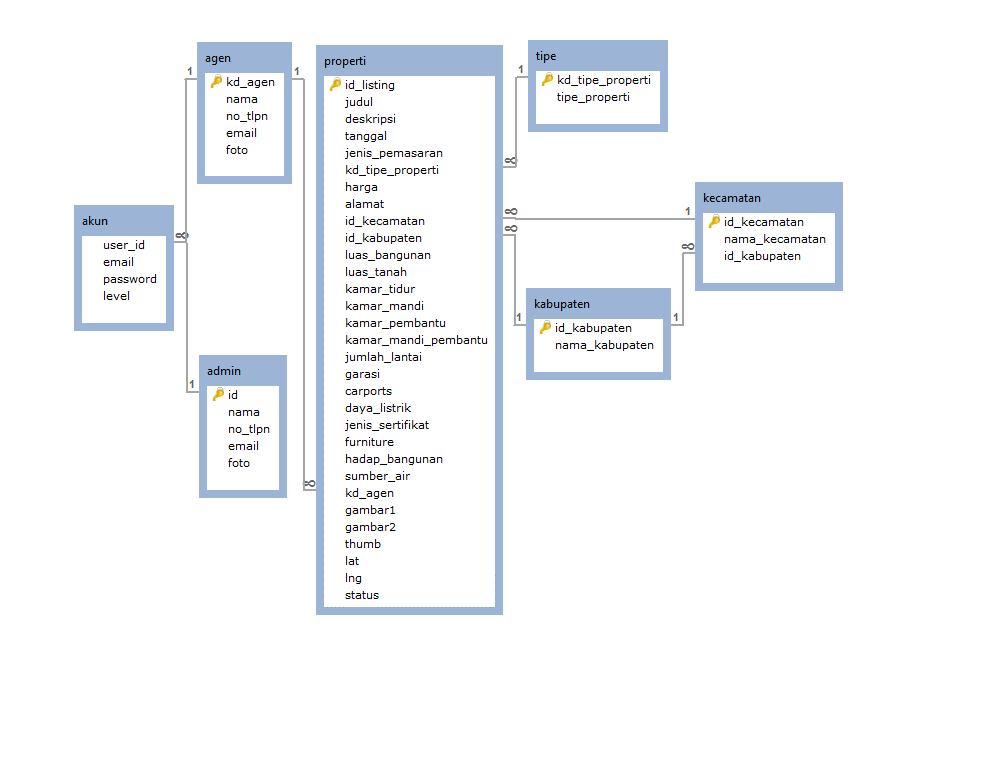 agen
kd_agen
nama
no_tlpn
email
foto
1
1
akun
user_id
email
password
level
∞
admin
id
nama
no_tlpn
email
foto
1
properti
id_listing
judul
deskripsi
tanggal
jenis_pemasaran
kd_tipe_properti
harga
alamat
id_kecamatan
id_kabupaten
luas_bangunan
luas_tanah
kamar_tidur
kamar_mandi
kamar_pembantu
kamar_mandi_pembantu
jumlah_lantai
garasi
carports
daya_listrik
jenis_sertifikat
furniture
hadap_bangunan
sumber_air
kd_agen
gambar1
gambar2
thumb
lat
lng
status
∞
∞
∞
∞
tipe
kd_tipe_properti
tipe_properti
1
kecamatan
id_kecamatan
nama_kecamatan
id_kabupaten
1
∞
kabupaten
id_kabupaten
nama_kabupaten
1
1